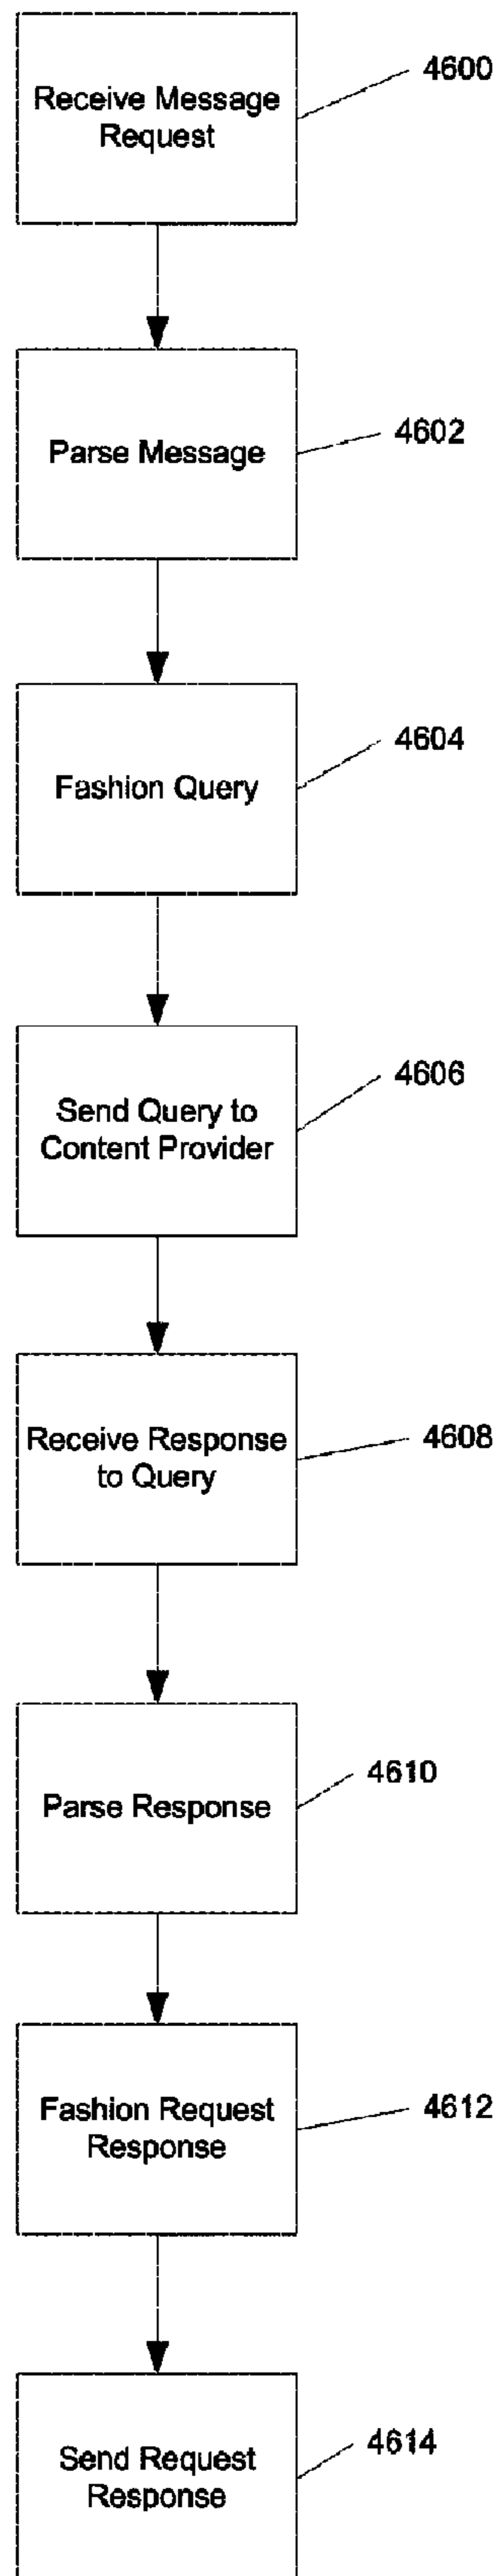 Receive Message
Request
4600
Parse Message
4602
Fashion Query
4604
Send Query to
Content Provider
4606
Receive Response
to Query
4608
Parse Response
4610
Fashion Request
Response
4612
Send Request
Response
4614